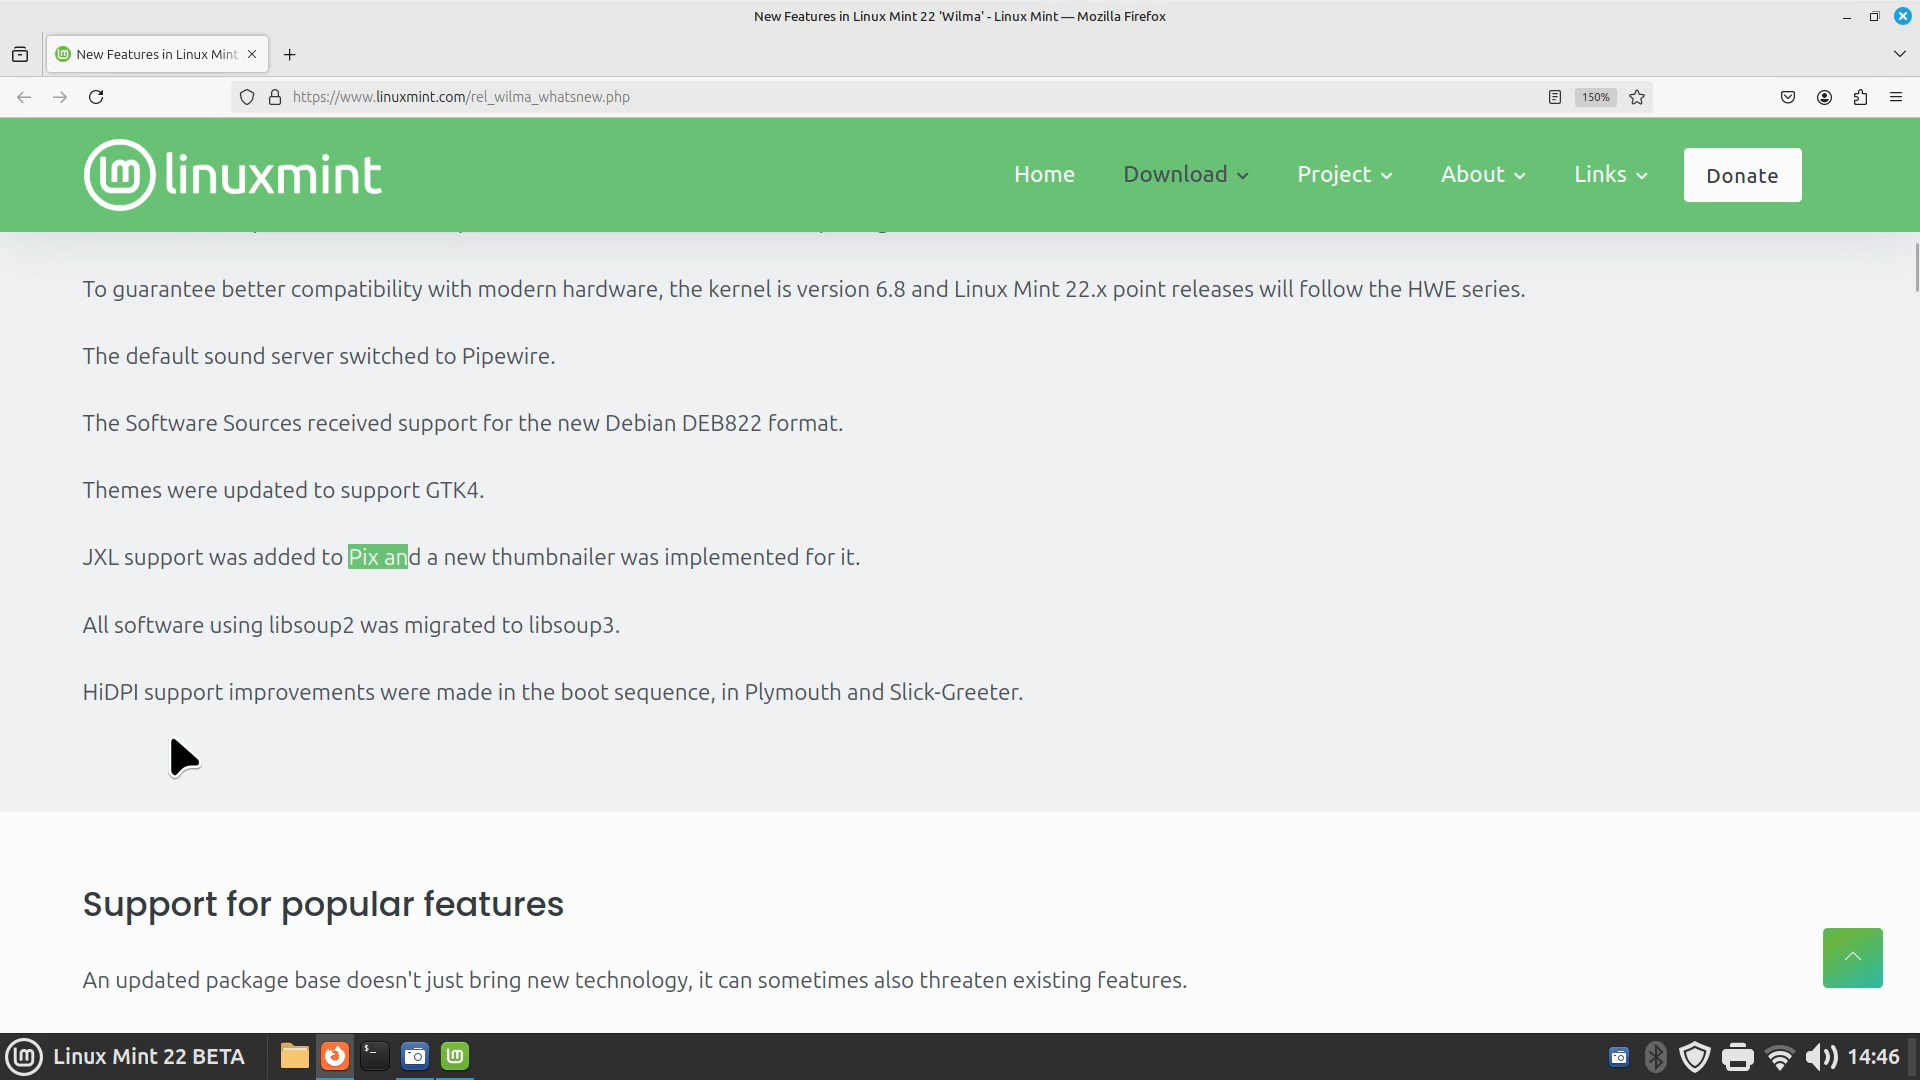 New Features in Linux Mint 22 'Wilma' - Linux Mint — Mozilla Firefox
New Features in Linux Mint
https://www.linuxmint.com/rel_wilma_whatsnew.php
150%
linuxmint
Home
Download
Project
About
Links
Donate
To guarantee better compatibility with modern hardware, the kernel is version 6.8 and Linux Mint 22.x point releases will follow the HWE series.
The default sound server switched to Pipewire.
The Software Sources received support for the new Debian DEB822 format.
Themes were updated to support GTK4.
JXL support was added to Pix and a new thumbnailer was implemented for it.
All software using libsoup2 was migrated to libsoup3.
HiDPI support improvements were made in the boot sequence, in Plymouth and Slick-Greeter.
Support for popular features
An updated package base doesn't just bring new technology, it can sometimes also threaten existing features.
Linux Mint 22 BETA
14:46